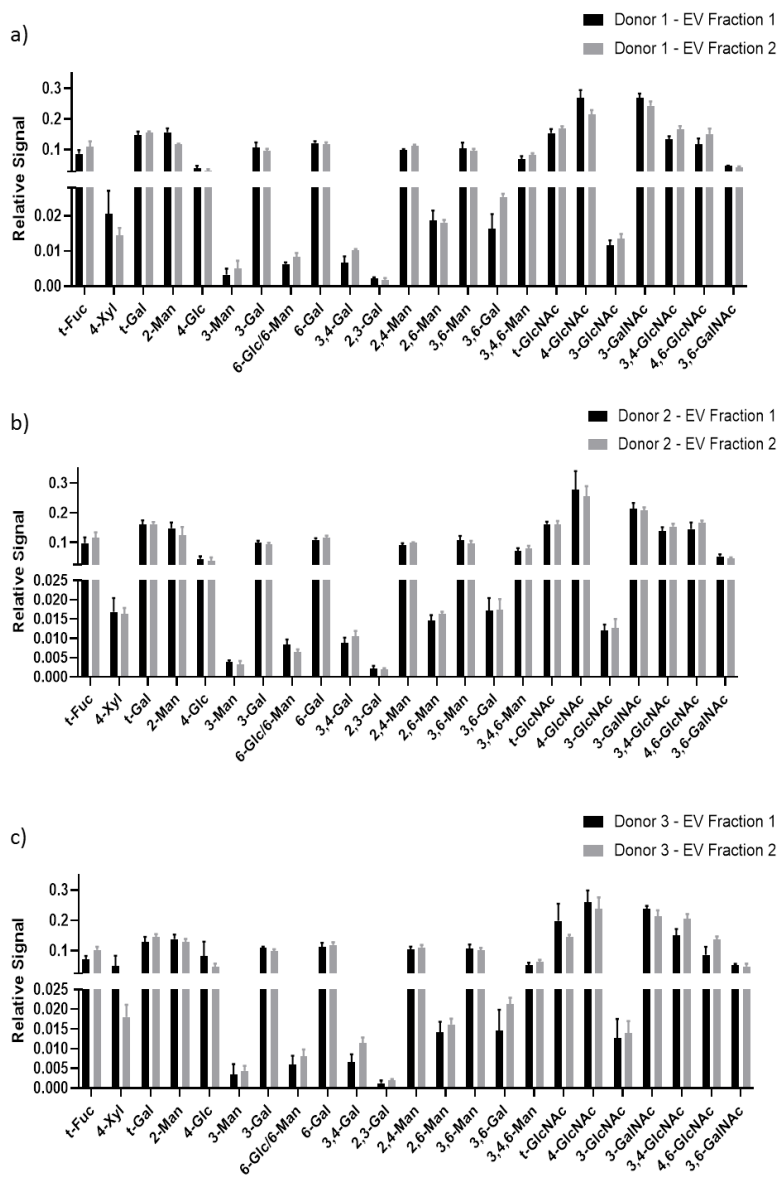 a)
Donor 1 - EV Fraction 1
Donor 1 - EV Fraction 2
Relative Signal
0.3
0.2
0.1
0.02
0.01
0.00
t-Fuc
4-Xyl
t-Gal
2-Man
4-Glc
3-Man
3-Gal
6-Glc/6-Man
6-Gal
3,4-Gal
2,3-Gal
2,4-Man
2,6-Man
3,6-Man
3,6-Gal
3,4,6-Man
t-GlcNAc
4-GlcNAc
3-GlcNAc
3-GalNAc
3,4-GlcNAc
4,6-GlcNAc
3,6-GalNAc
b)
Donor 2 - EV Fraction 1
Donor 2 - EV Fraction 2
Relative Signal
0.3
0.2
0.1
0.025
0.020
0.015
0.010
0.005
0.000
t-Fuc
4-Xyl
t-Gal
2-Man
4-Glc
3-Man
3-Gal
6-Glc/6-Man
6-Gal
3,4-Gal
2,3-Gal
2,4-Man
2,6-Man
3,6-Man
3,6-Gal
3,4,6-Man
t-GlcNAc
4-GlcNAc
3-GlcNAc
3-GalNAc
3,4-GlcNAc
4,6-GlcNAc
3,6-GalNAc
c)
Donor 3 - EV Fraction 1
Donor 3 - EV Fraction 2
Relative Signal
0.3
0.2
0.1
0.025
0.020
0.015
0.010
0.005
0.000
t-Fuc
4-Xyl
t-Gal
2-Man
4-Glc
3-Man
3-Gal
6-Glc/6-Man
6-Gal
3,4-Gal
2,3-Gal
2,4-Man
2,6-Man
3,6-Man
3,6-Gal
3,4,6-Man
t-GlcNAc
4-GlcNAc
3-GlcNAc
3-GalNAc
3,4-GlcNAc
4,6-GlcNAc
3,6-GalNAc